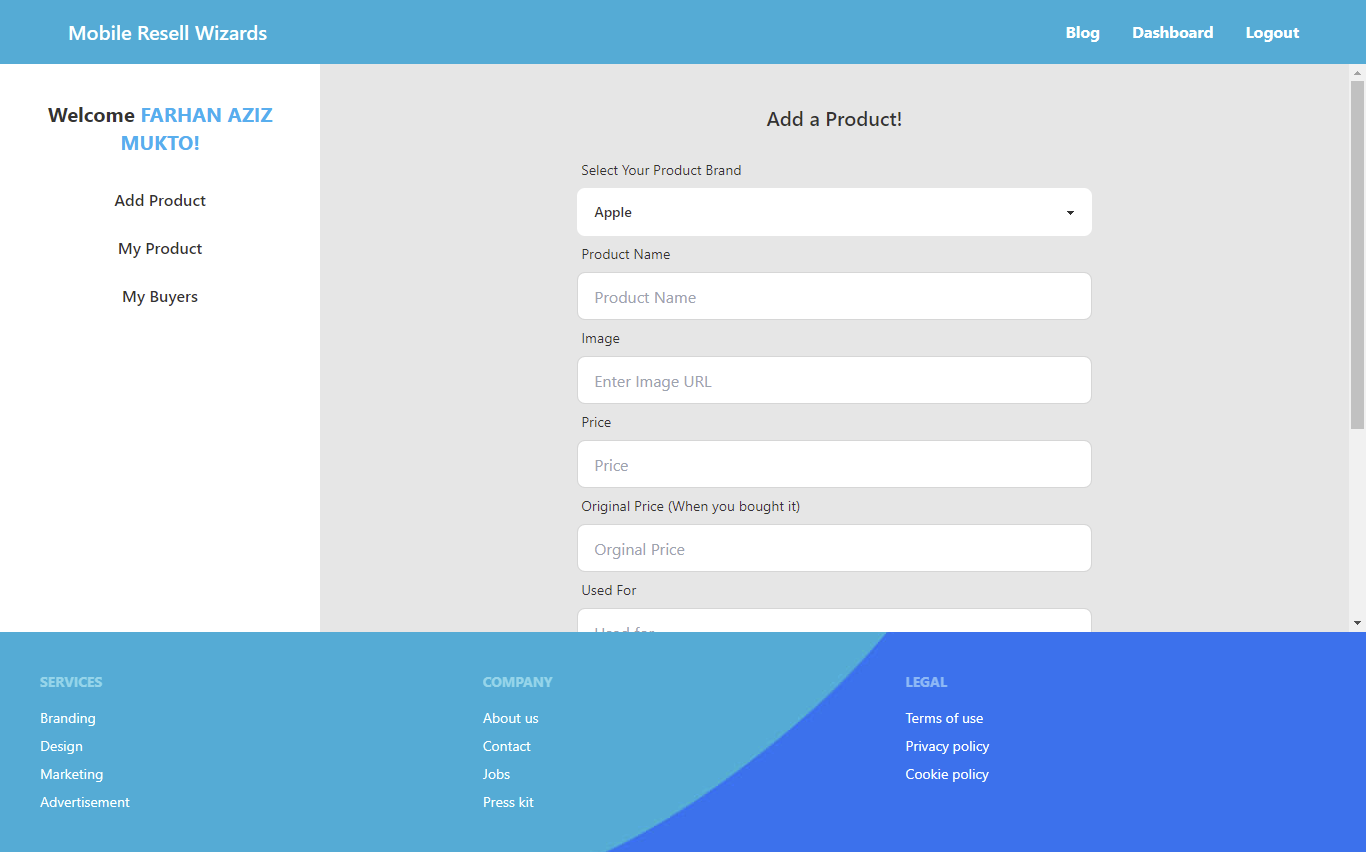 Mobile Resell Wizards
Blog
Dashboard
Logout
Welcome FARHAN AZIZ
MUKTO!
Add Product
My Product
My Buyers
Add a Product!
Select Your Product Brand
Apple
Product Name
Product Name
Image
Enter Image URL
Price
Price
Original Price (When you bought it)
Orginal Price
Used For
Used for
SERVICES
Branding
Design
Marketing
Advertisement
COMPANY
About us
Contact
Jobs
Press kit
LEGAL
Terms of use
Privacy policy
Cookie policy